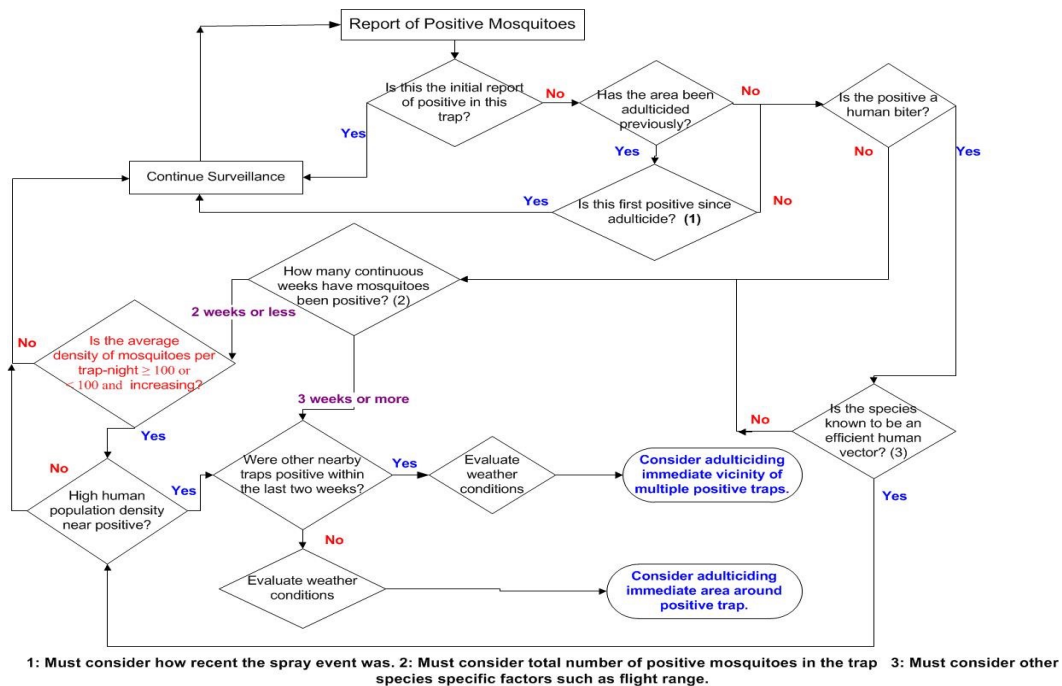 Report of Positive Mosquitoes
Is this the initial report
of positive in this
trap?
No
Has the area been
adulticided
previously?
No
Is the positive a
human biter?
Yes
Yes
No
Yes
Continue Surveillance
Yes
Is this first positive since
adulticide? (1)
No
How many continuous
weeks have mosquitoes
been positive? (2)
2 weeks or less
No
Is the average
density of mosquitoes per
trap-night ≥ 100 or
< 100 and increasing?
3 weeks or more
Yes
No
Is the species
known to be an
efficient human
vector? (3)
No
High human
population density
near positive?
Yes
Were other nearby
traps positive within
the last two weeks?
Yes
Evaluate
weather
conditions
Consider adulticiding
immediate vicinity of
multiple positive traps.
Yes
No
Evaluate weather
conditions
Consider adulticiding
immediate area around
positive trap.
1: Must consider how recent the spray event was. 2: Must consider total number of positive mosquitoes in the trap 3: Must consider other
species specific factors such as flight range.